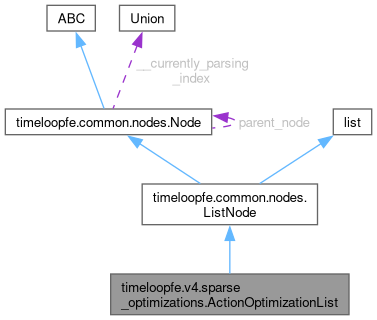 ABC
Union
__currently_parsing
_index
timeloopfe.common.nodes.Node
parent_node
list
timeloopfe.common.nodes.
ListNode
timeloopfe.v4.sparse
_optimizations.ActionOptimizationList